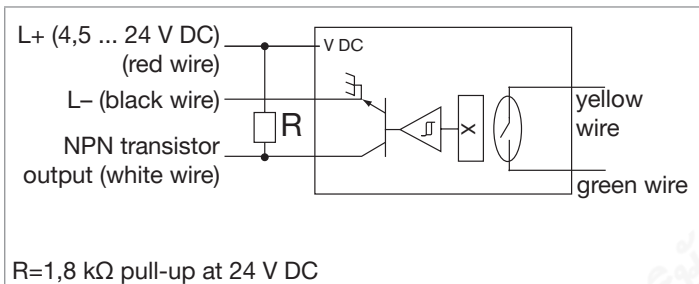 L+ (4,5 ... 24 V DC)
(red wire)
V DC
L– (black wire)
R
NPN transistor
output (white wire)
X
yellow
wire
green wire
R=1,8 kΩ pull-up at 24 V DC